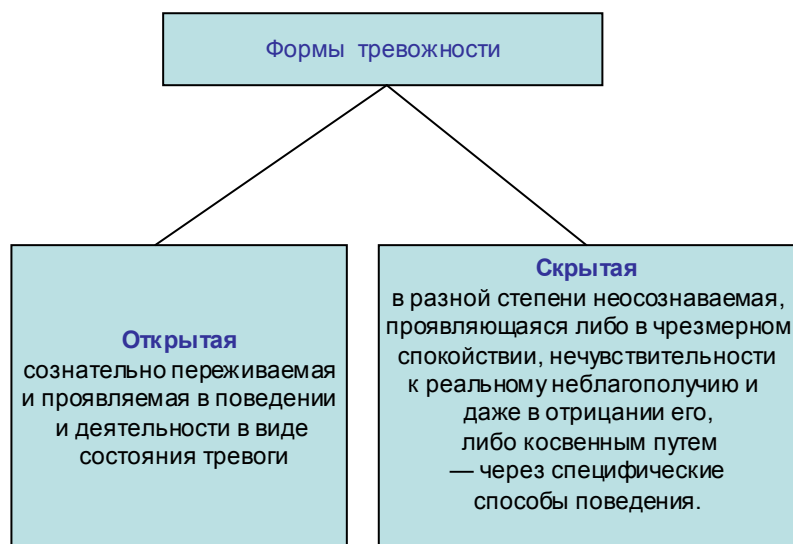 Формы тревожности
Открытая
сознательно переживаемая
и проявляемая в поведении
и деятельности в виде
состояния тревоги
Скрытая
в разной степени неосознаваемая,
проявляющаяся либо в чрезмерном
спокойствии, нечувствительности
к реальному неблагополучию и
даже в отрицании его,
либо косвенным путем
— через специфические
способы поведения.